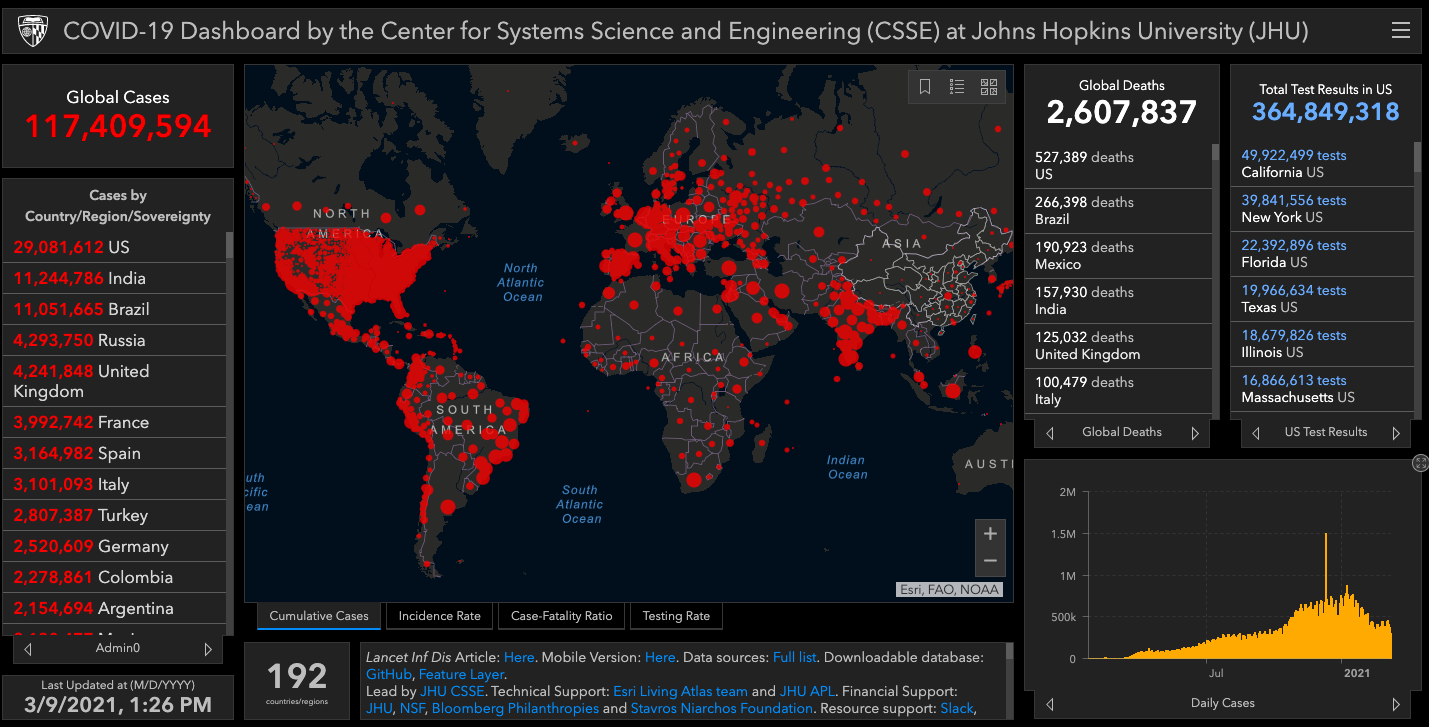 COVID-19 Dashboard by the Center for Systems Science and Engineering (CSSE) at Johns Hopkins University (JHU)
Global Cases
117,409,594
Cases by
Country/Region/Sovereignty
29,081,612 US
11,244,786 India
11,051,665 Brazil
4,293,750 Russia
4,241,848 United
Kingdom
3,992,742 France
3,164,982 Spain
3,101,093 Italy
2,807,387 Turkey
2,520,609 Germany
2,278,861 Colombia
2,154,694 Argentina
Admin0
Last Updated at (M/D/YYYY)
3/9/2021, 1:26 PM
NORTH
AMERICA
EUROPE
ASIA
North
Atlantic
Ocean
AFRICA
SOUTH
AMERICA
Indian
Ocean
AUST
uth
cific
ean
South
Atlantic
Ocean
+
−
Esri, FAO, NOAA
Cumulative Cases
Incidence Rate
Case-Fatality Ratio
Testing Rate
192
countries/regions
Lancet Inf Dis Article: Here. Mobile Version: Here. Data sources: Full list. Downloadable database:
GitHub, Feature Layer.
Lead by JHU CSSE. Technical Support: Esri Living Atlas team and JHU APL. Financial Support:
JHU, NSF, Bloomberg Philanthropies and Stavros Niarchos Foundation. Resource support: Slack,
Global Deaths
2,607,837
527,389 deaths
US
266,398 deaths
Brazil
190,923 deaths
Mexico
157,930 deaths
India
125,032 deaths
United Kingdom
100,479 deaths
Italy
Global Deaths
Total Test Results in US
364,849,318
49,922,499 tests
California US
39,841,556 tests
New York US
22,392,896 tests
Florida US
19,966,634 tests
Texas US
18,679,826 tests
Illinois US
16,866,613 tests
Massachusetts US
US Test Results
2M
1.5M
1M
500k
0
Jul
2021
Daily Cases